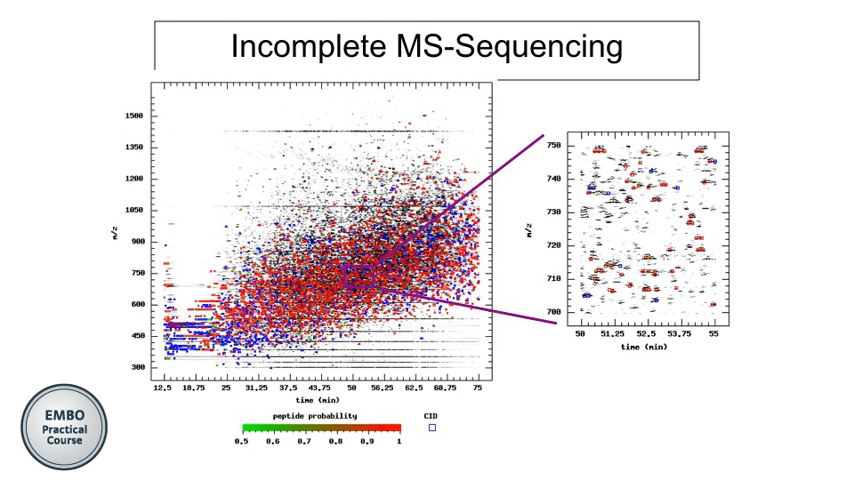 Incomplete MS-Sequencing
1500
1350
1200
1050
900
750
600
450
300
m/z
12,5 18,75 25 31,25 37,5 43,75 50 56,25 62,5 68,75 75
time (min)
peptide probability
0.5 0.6 0.7 0.8 0.9 1
CID
750
740
730
720
710
700
m/z
50 51,25 52,5 53,75 55
time (min)
EMBO
Practical
Course